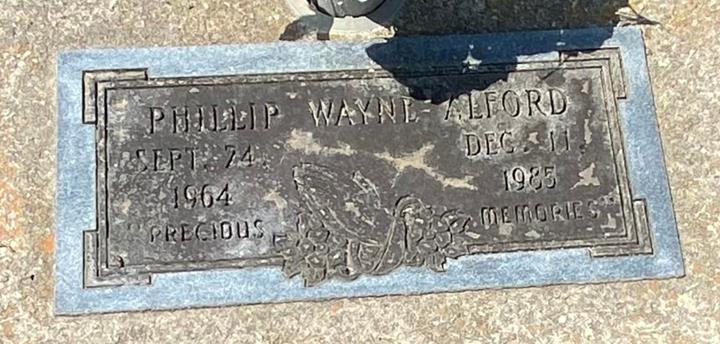 PHILLIP WAYNE ALFORD
SEPT. 24, DEC. 11,
1964 1985
"PRECIOUS MEMORIES"